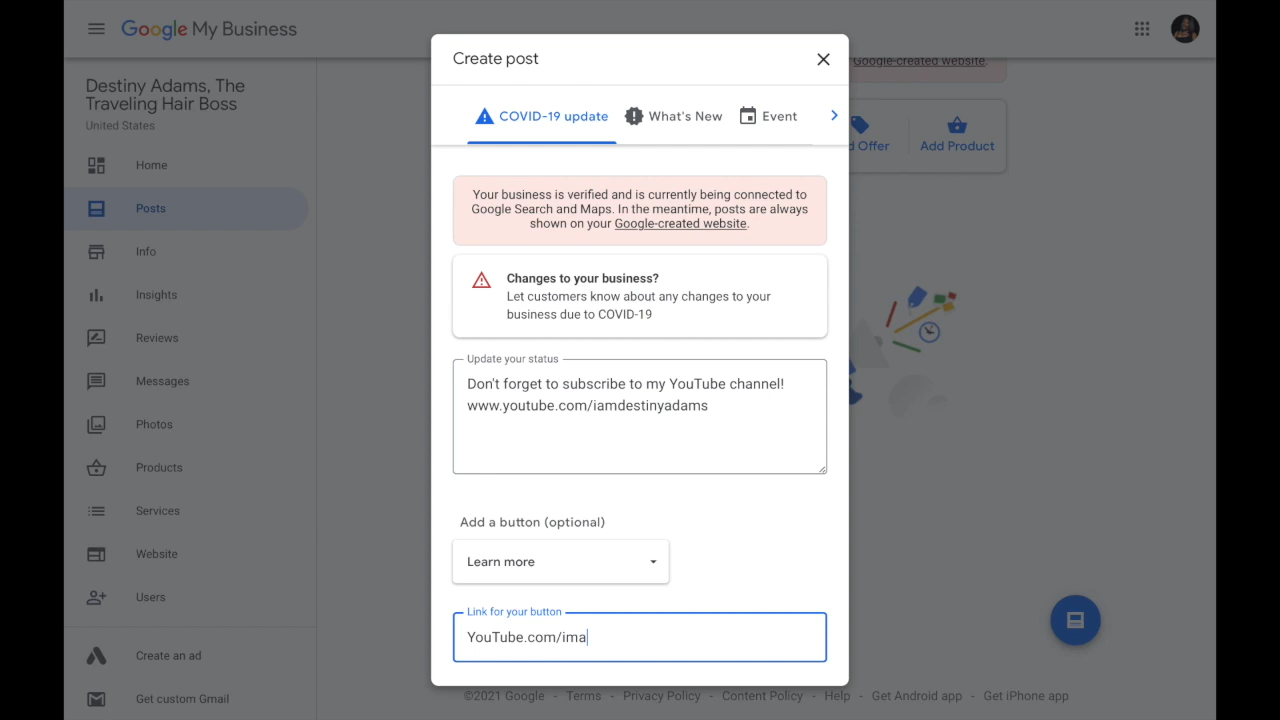 Google My Business
Destiny Adams, The
Traveling Hair Boss
United States
Home
Posts
Info
Insights
Reviews
Messages
Photos
Products
Services
Website
Users
Create an ad
Get custom Gmail
Create post
COVID-19 update
What's New
Event
Your business is verified and is currently being connected to
Google Search and Maps. In the meantime, posts are always
shown on your Google-created website.
Changes to your business?
Let customers know about any changes to your
business due to COVID-19
Update your status
Don't forget to subscribe to my YouTube channel!
www.youtube.com/iamdestinyadams
Add a button (optional)
Learn more
Link for your button
YouTube.com/ima
Google-created website.
d Offer
Add Product
©2021 Google - Terms - Privacy Policy - Content Policy - Help - Get Android app - Get iPhone app